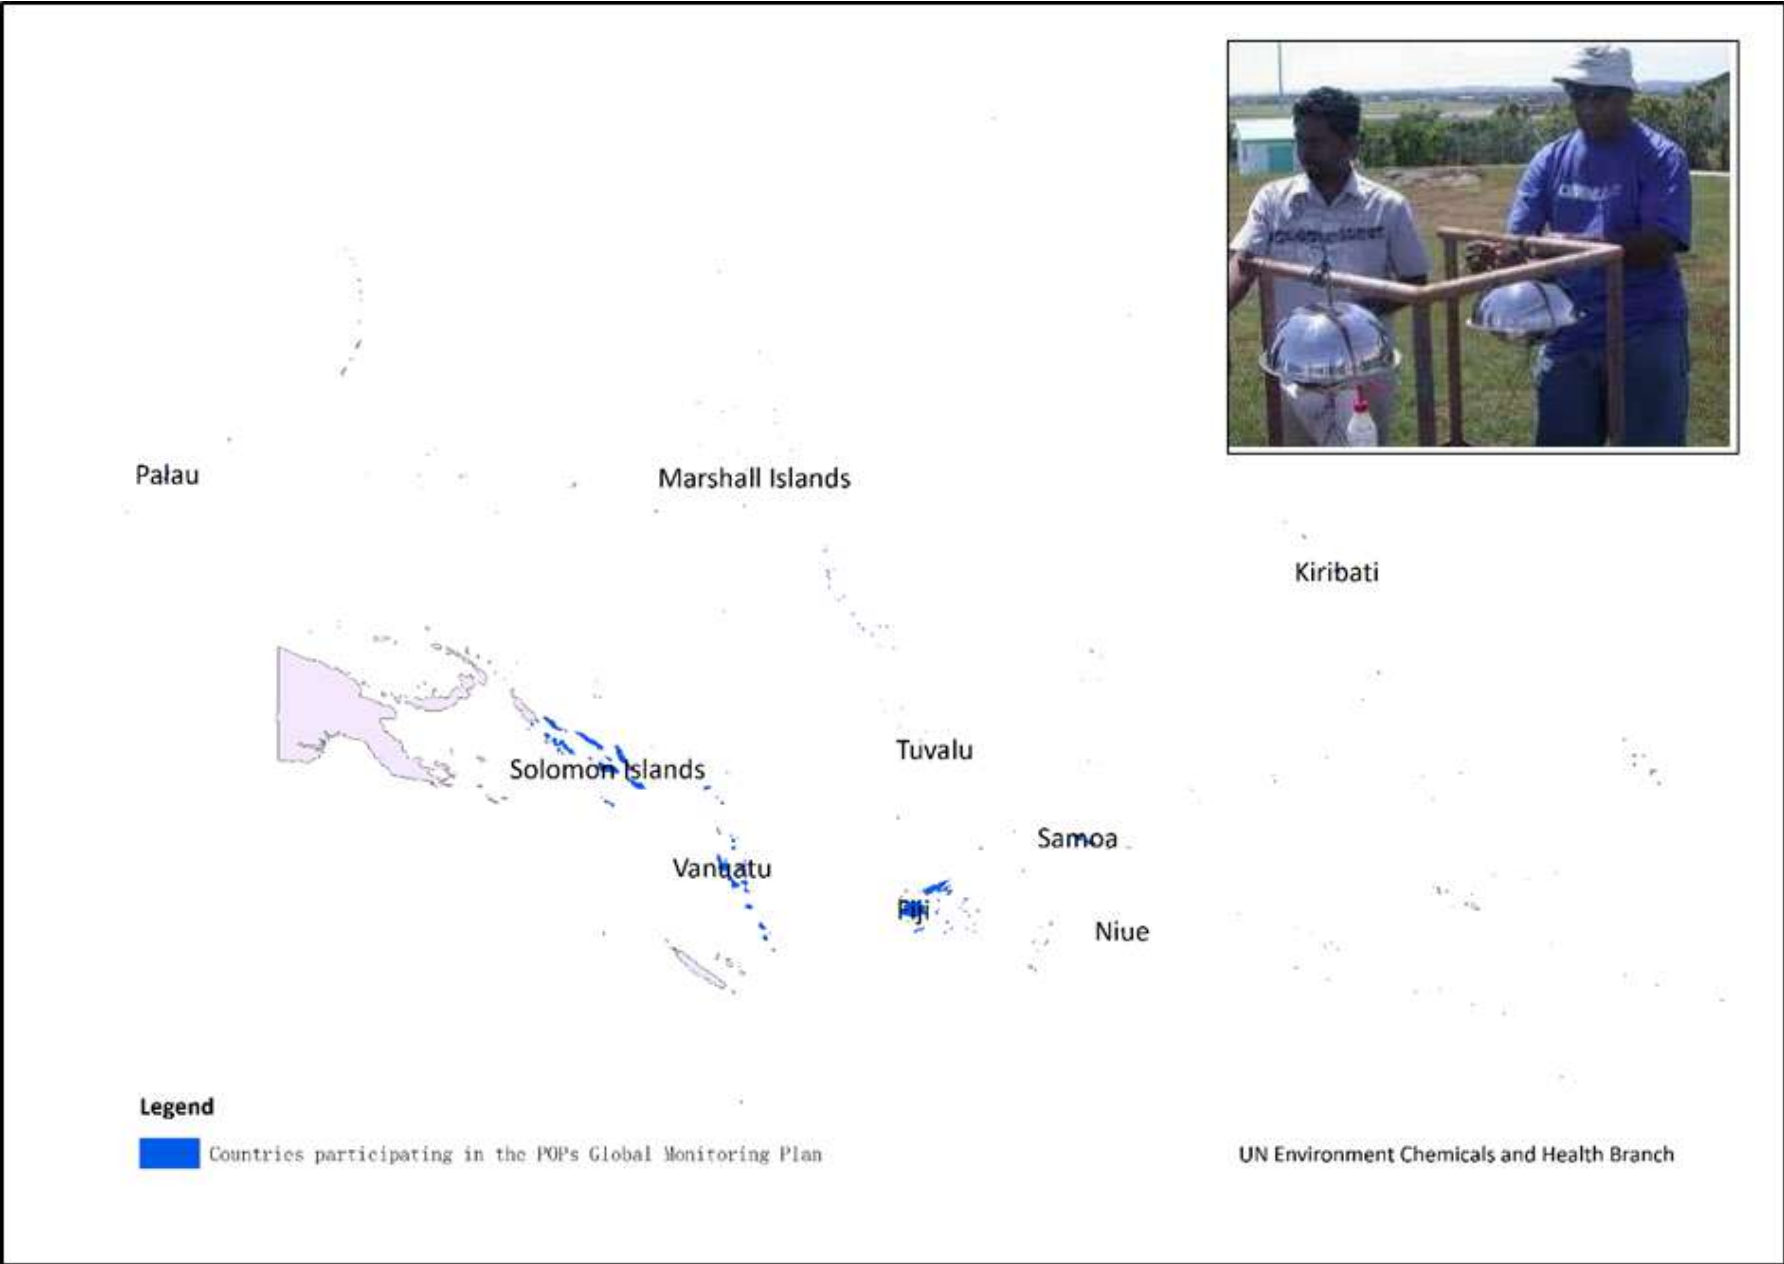 Palau
Marshall Islands
Kiribati
Tuvalu
Solomon Islands
Samoa
Vanuatu
Fiji
Niue
Legend
Countries participating in the POPs Global Monitoring Plan
UN Environment Chemicals and Health Branch